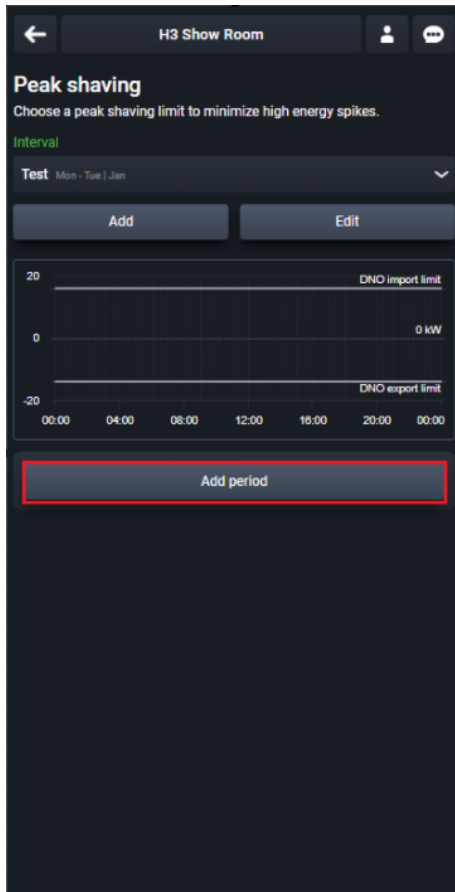 H3 Show Room
Peak shaving
Choose a peak shaving limit to minimize high energy spikes.
Interval
Test Mon - Tue | Jan
Add Edit
20 DNO import limit
0 0 kW
DNO export limit
-20
00:00 04:00 08:00 12:00 16:00 20:00 00:00
Add period